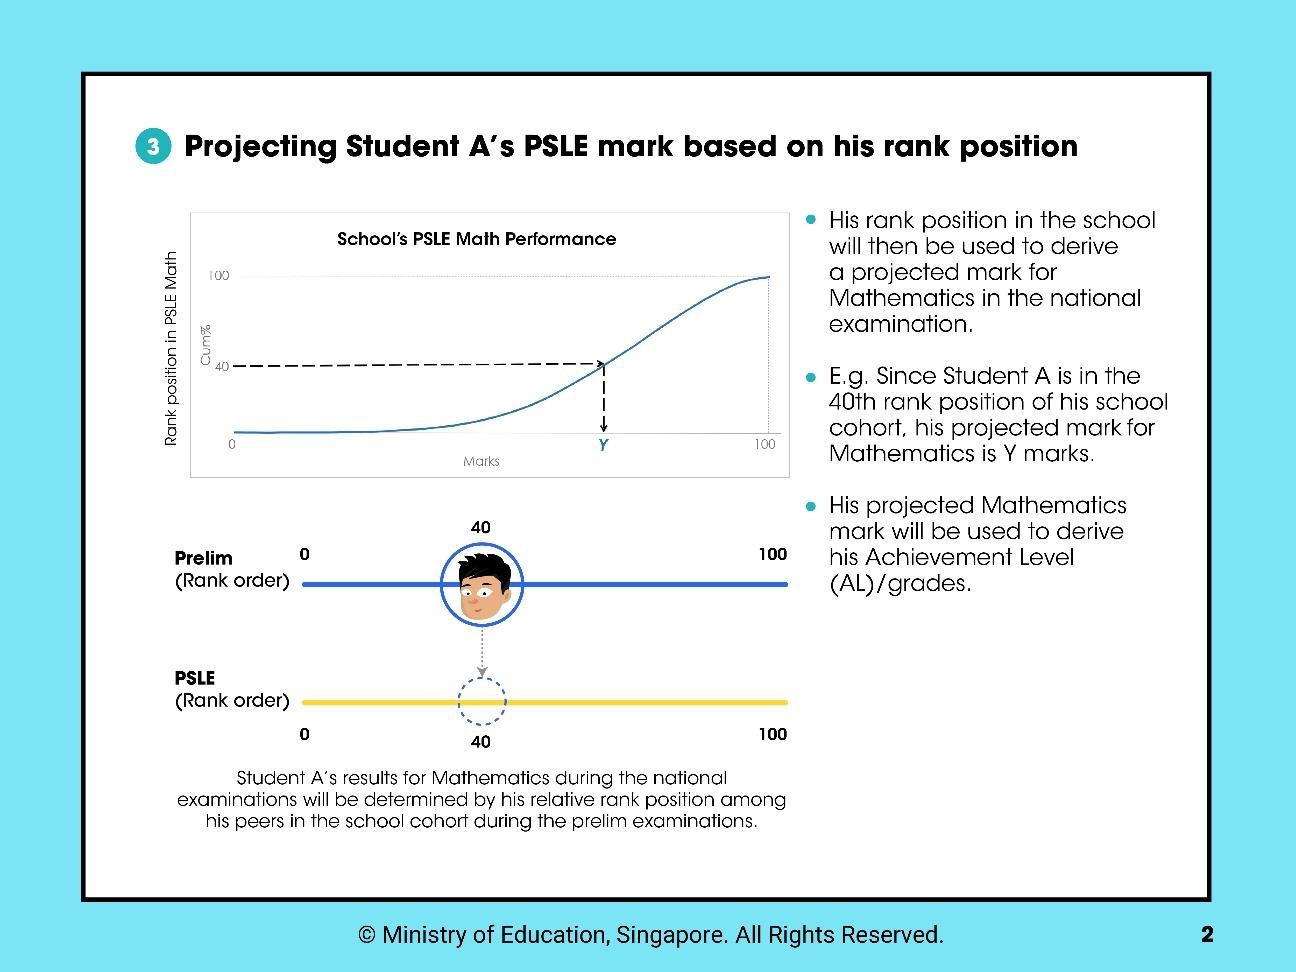 3 Projecting Student A's PSLE mark based on his rank position
School's PSLE Math Performance
Rank position in PSLE Math
Cum%
100
40
0
Y
100
Marks
His rank position in the school
will then be used to derive
a projected mark for
Mathematics in the national
examination.
E.g. Since Student A is in the
40th rank position of his school
cohort, his projected mark for
Mathematics is Y marks.
His projected Mathematics
mark will be used to derive
his Achievement Level
(AL)/grades.
40
Prelim
(Rank order)
0
100
PSLE
(Rank order)
0
40
100
Student A's results for Mathematics during the national
examinations will be determined by his relative rank position among
his peers in the school cohort during the prelim examinations.
© Ministry of Education, Singapore. All Rights Reserved.
2